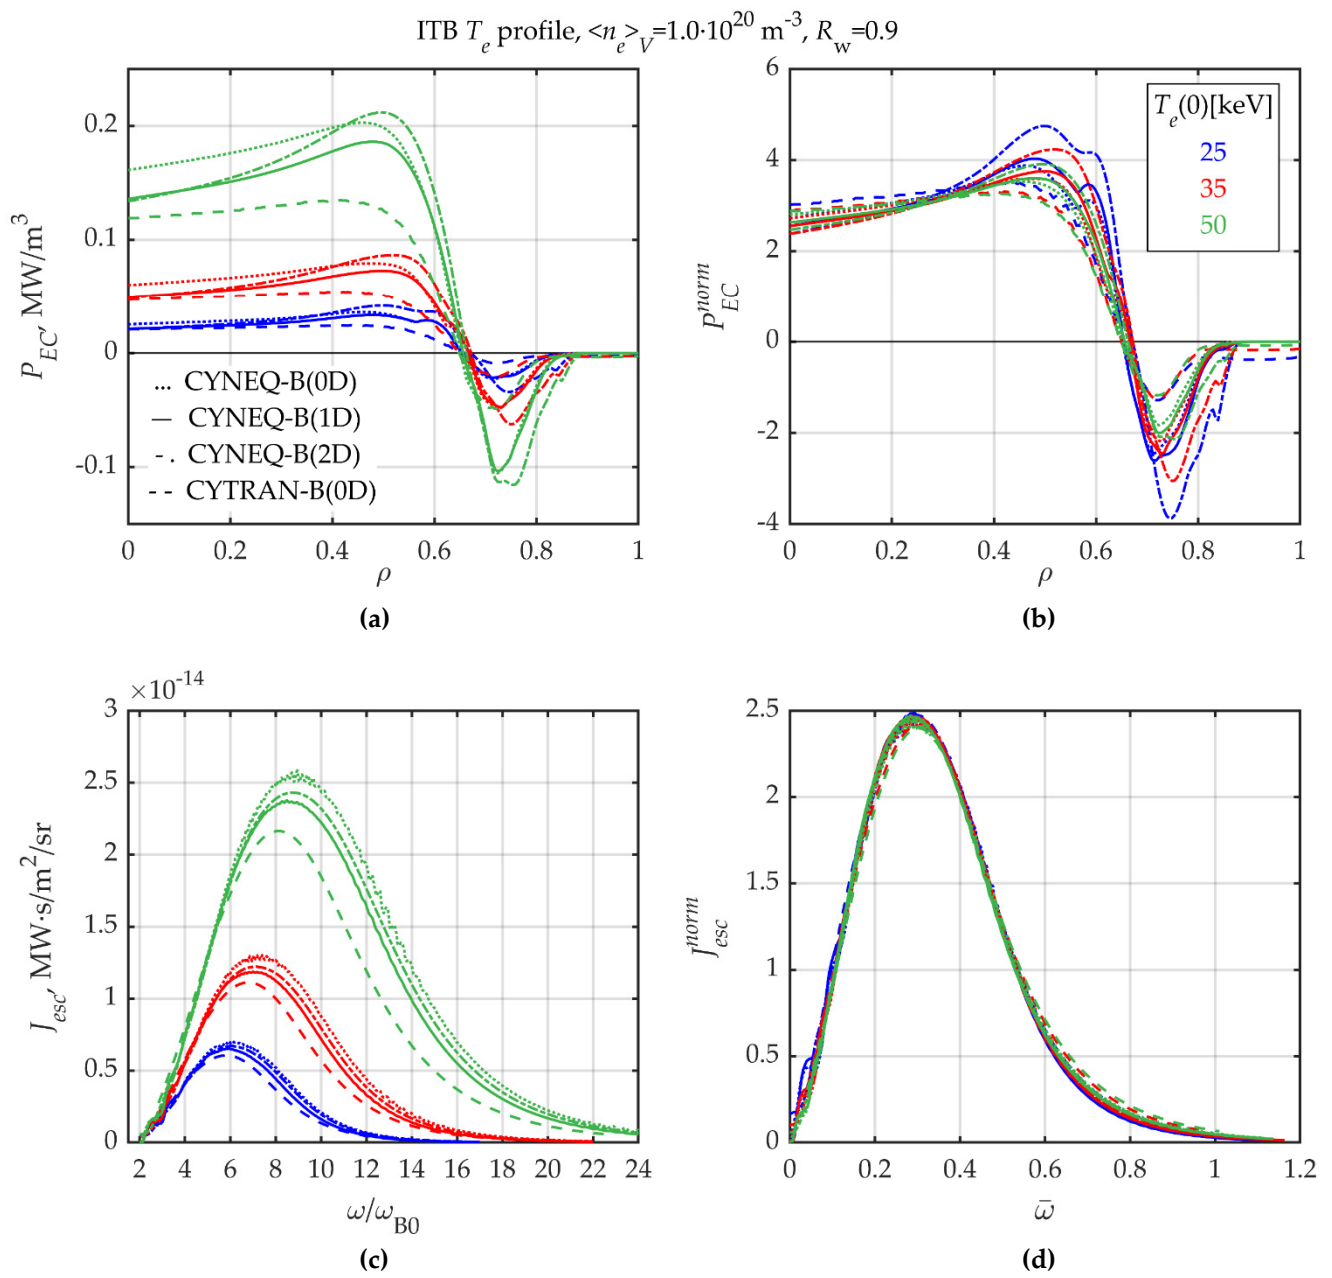 ITB T_e profile, <n_e>_V=1.0·10^20 m^-3, R_w=0.9
P_EC, MW/m^3
0.2
0.1
0
-0.1
··· CYNEQ-B(0D)
— CYNEQ-B(1D)
- . CYNEQ-B(2D)
- - CYTRAN-B(0D)
0 0.2 0.4 0.6 0.8 1
ρ
(a)
P_EC^norm
6
4
2
0
-2
-4
T_e(0)[keV]
25
35
50
0 0.2 0.4 0.6 0.8 1
ρ
(b)
×10^-14
J_esc, MW·s/m^2/sr
3
2.5
2
1.5
1
0.5
0
2 4 6 8 10 12 14 16 18 20 22 24
ω/ω_B0
(c)
J_esc^norm
2.5
2
1.5
1
0.5
0
0 0.2 0.4 0.6 0.8 1 1.2
ω̄
(d)